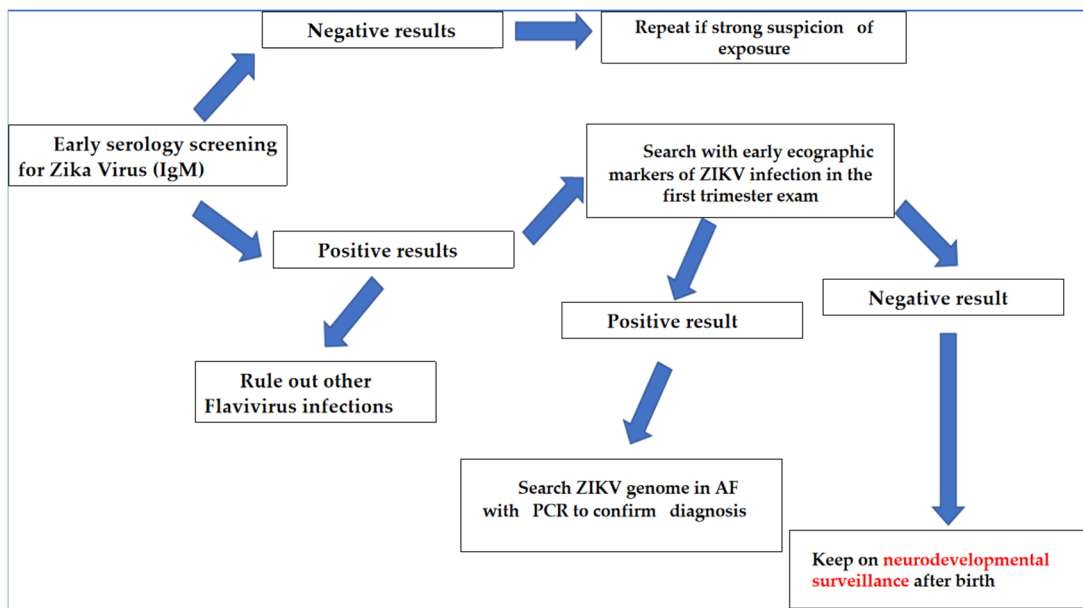 Negative results
Repeat if strong suspicion of
exposure
Early serology screening
for Zika Virus (IgM)
Search with early ecographic
markers of ZIKV infection in the
first trimester exam
Positive results
Negative result
Positive result
Rule out other
Flavivirus infections
Search ZIKV genome in AF
with PCR to confirm diagnosis
Keep on neurodevelopmental
surveillance after birth